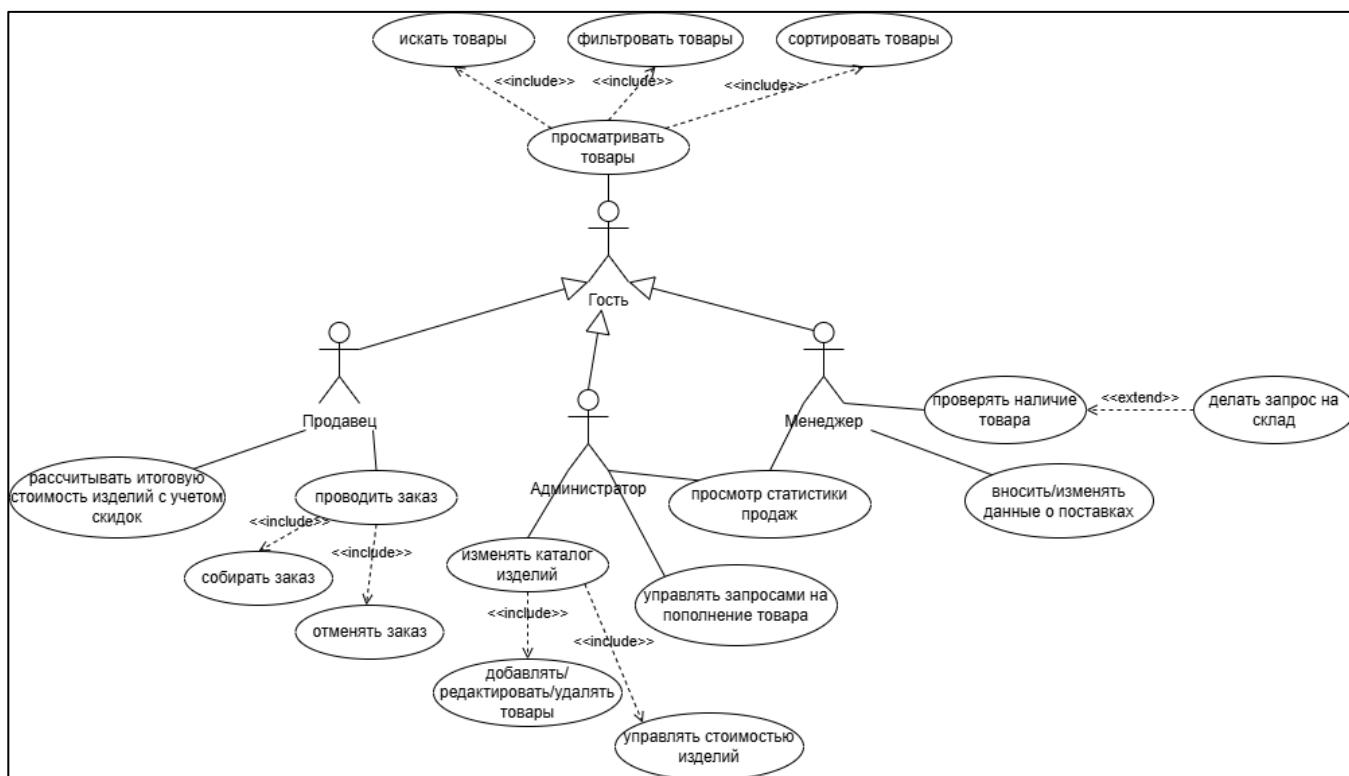 искать товары
фильтровать товары
сортировать товары
<<include>>
<<include>>
<<include>>
просматривать
товары
Гость
Продавец
Менеджер
Администратор
проверять наличие
товара
<<extend>>
делать запрос на
склад
рассчитывать итоговую
стоимость изделий с учетом
скидок
проводить заказ
просмотр статистики
продаж
вносить/изменять
данные о поставках
<<include>>
<<include>>
собирать заказ
отменять заказ
изменять каталог
изделий
управлять запросами на
пополнение товара
<<include>>
<<include>>
добавлять/
редактировать/удалять
товары
управлять стоимостью
изделий